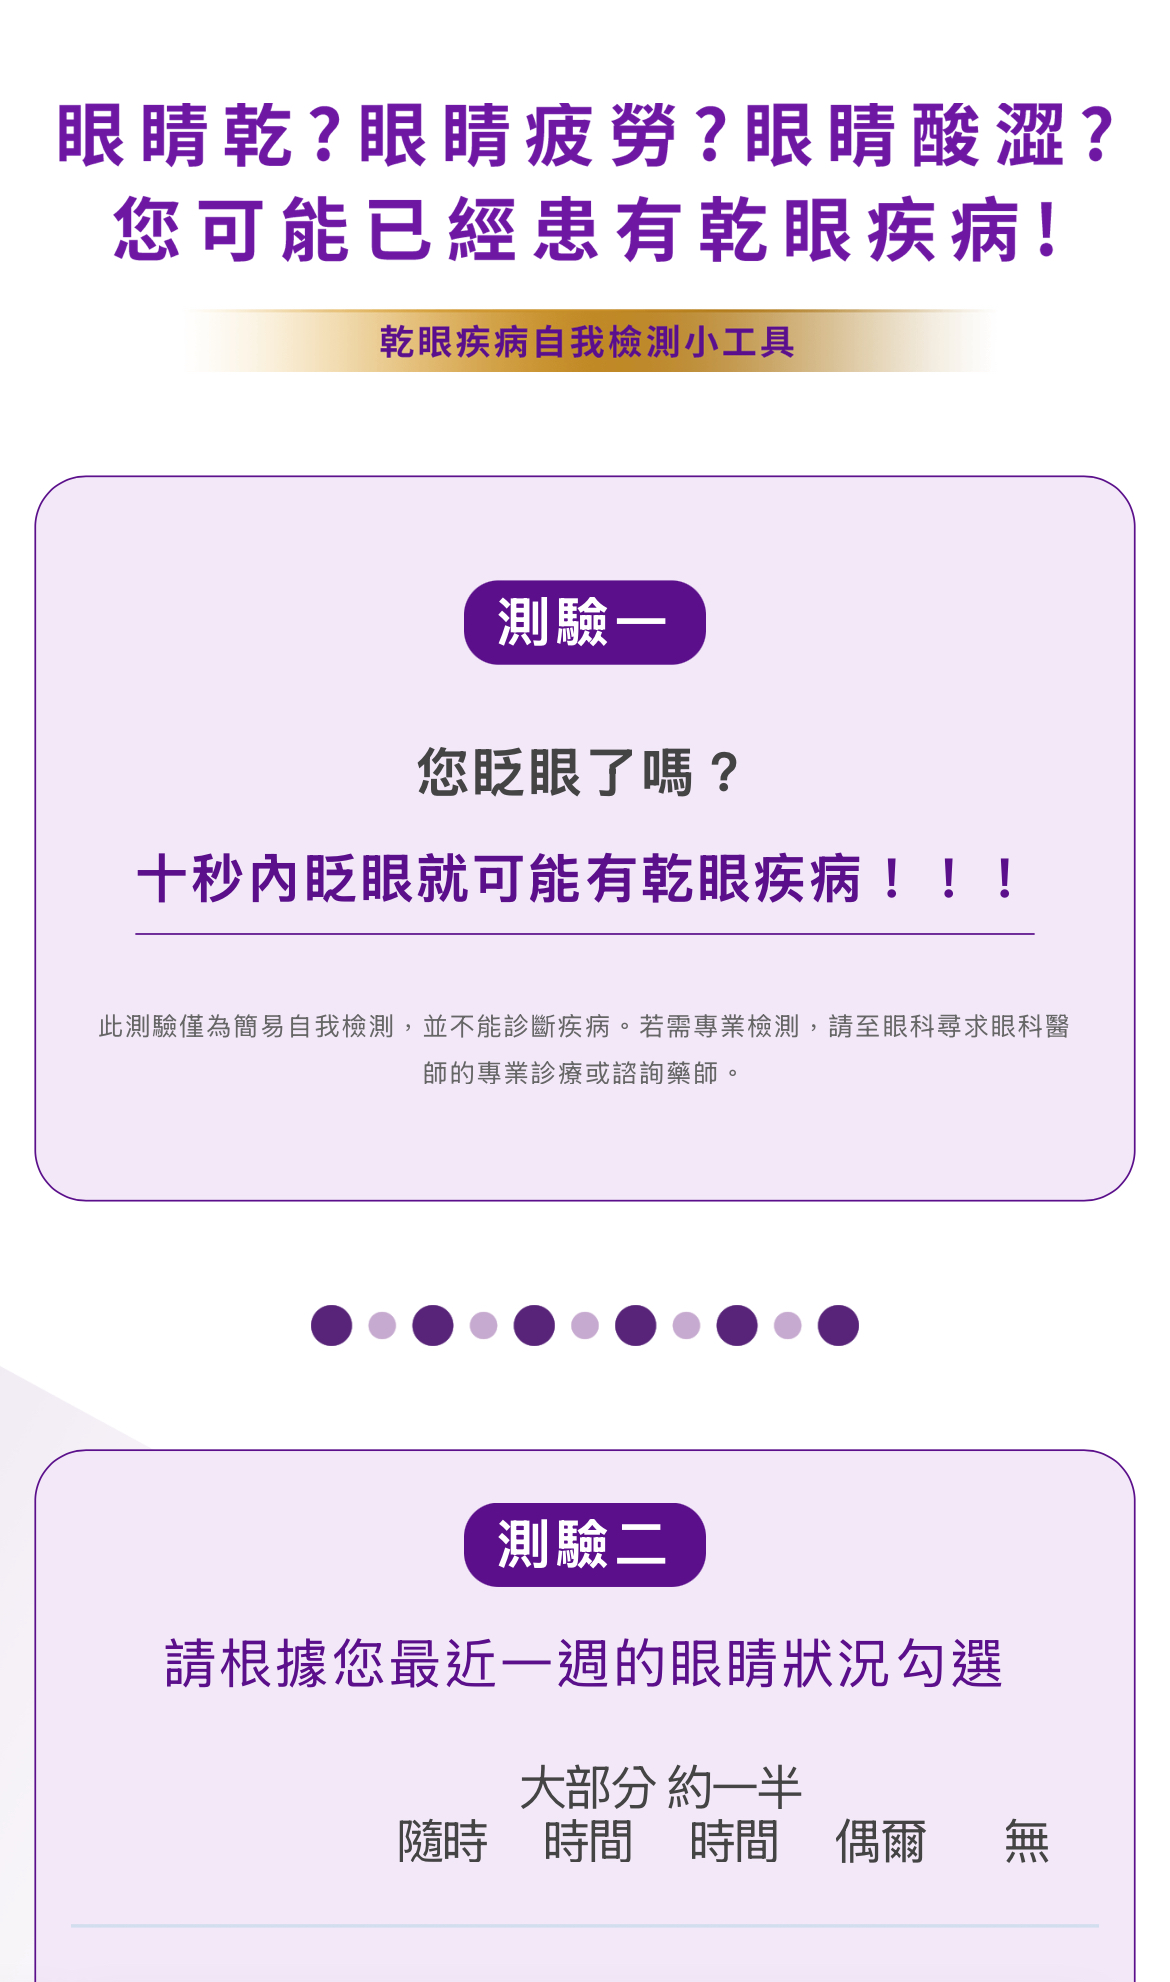 眼睛乾?眼睛疲勞?眼睛酸澀?
您可能已經患有乾眼疾病!
乾眼疾病自我檢測小工具
測驗一
您眨眼了嗎？
十秒內眨眼就可能有乾眼疾病！！！
此測驗僅為簡易自我檢測，並不能診斷疾病。若需專業檢測，請至眼科尋求眼科醫
師的專業診療或諮詢藥師。
測驗二
請根據您最近一週的眼睛狀況勾選
大部分 約一半
隨時 時間 時間 偶爾 無